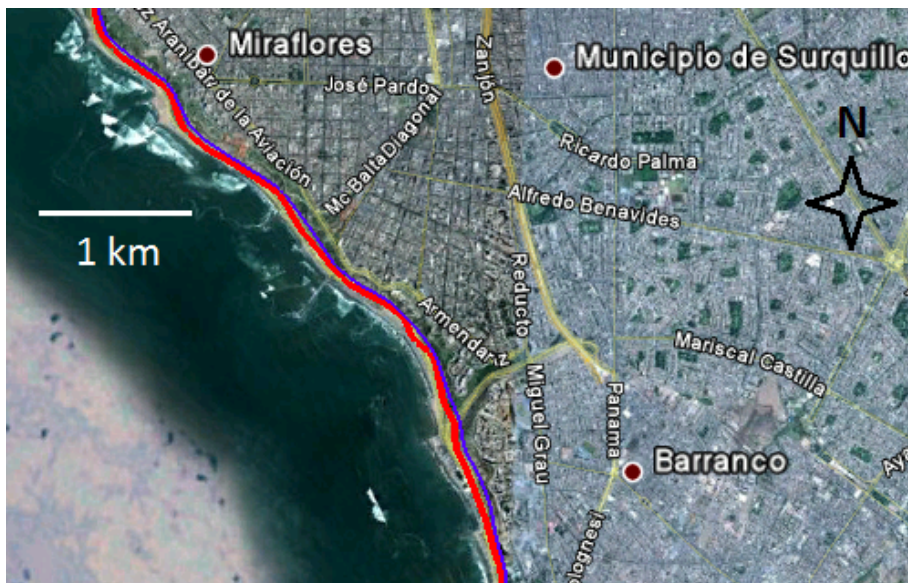 Miraflores
Municipio de Surquillo
José Pardo
Zanjón
Araníbar
de la Aviación
Mc Balta
Diagonal
Ricardo Palma
N
Alfredo Benavides
1 km
Reducto
Armendariz
Mariscal Castilla
Miguel Grau
Panama
Barranco